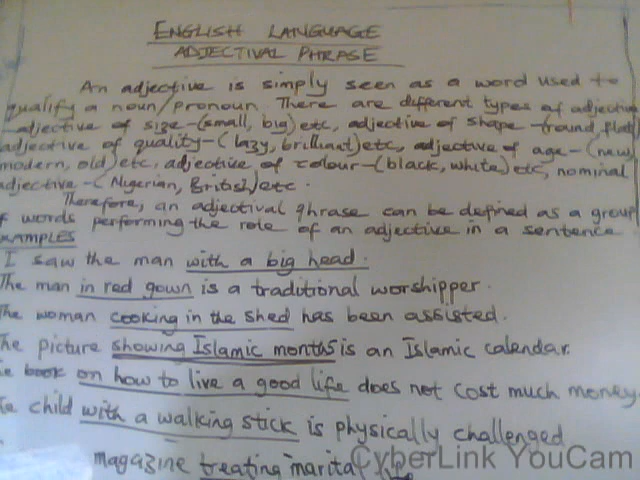 ENGLISH LANGUAGE
ADJECTIVAL PHRASE
An adjective is simply seen as a word used to
qualify a noun/pronoun. There are different types of adjective
-adjective of size-(small, big)etc, adjective of shape-(round, flat)
adjective of quality-(lazy, brilliant)etc, adjective of age-(new,
modern, old)etc, adjective of colour-(black, white)etc, nominal
adjective-(Nigerian, British)etc.
Therefore, an adjectival phrase can be defined as a group
of words performing the role of an adjective in a sentence
EXAMPLES
I saw the man with a big head.
The man in red gown is a traditional worshipper.
The woman cooking in the shed has been assisted.
The picture showing Islamic months is an Islamic calendar.
The book on how to live a good life does not cost much money.
The child with a walking stick is physically challenged
magazine treating marital
CyberLink YouCam